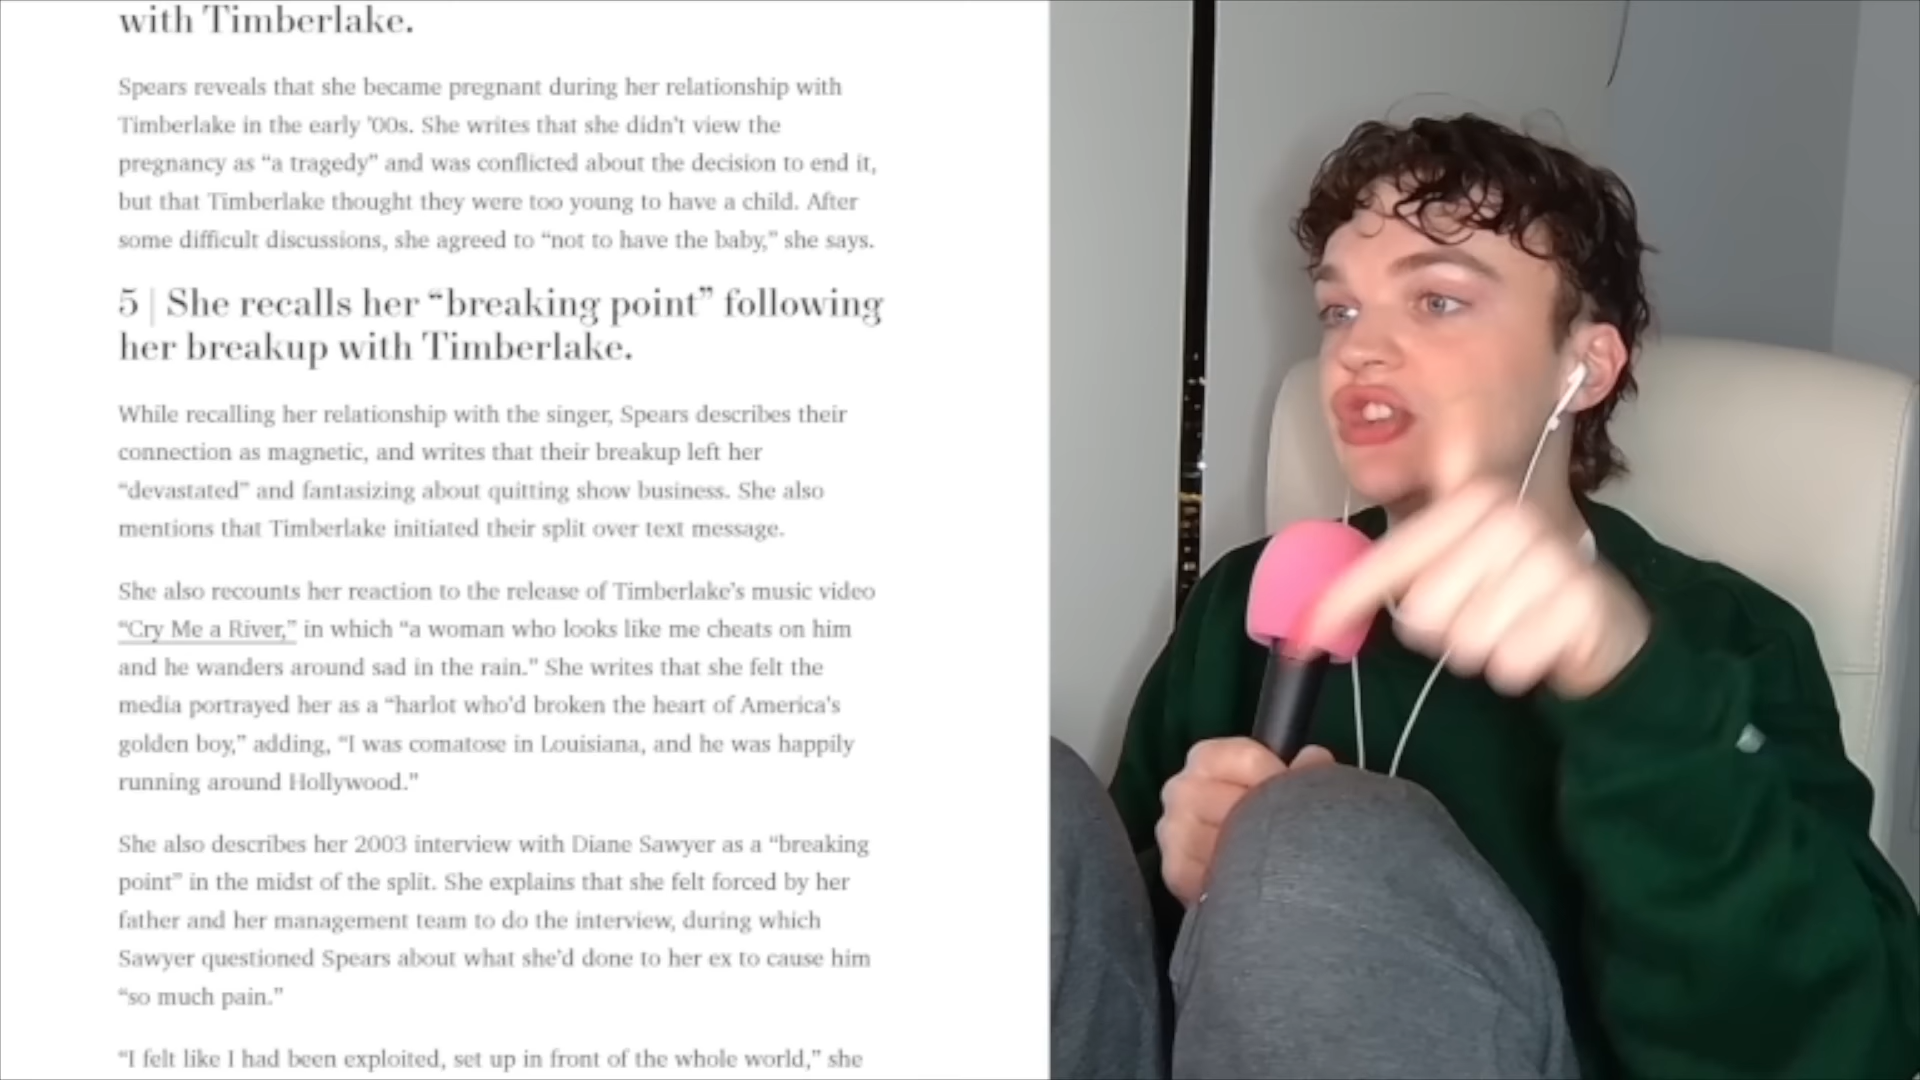 with Timberlake.
Spears reveals that she became pregnant during her relationship with
Timberlake in the early ’00s. She writes that she didn’t view the
pregnancy as “a tragedy” and was conflicted about the decision to end it,
but that Timberlake thought they were too young to have a child. After
some difficult discussions, she agreed to “not to have the baby,” she says.
5 | She recalls her “breaking point” following
her breakup with Timberlake.
While recalling her relationship with the singer, Spears describes their
connection as magnetic, and writes that their breakup left her
“devastated” and fantasizing about quitting show business. She also
mentions that Timberlake initiated their split over text message.
She also recounts her reaction to the release of Timberlake’s music video
“Cry Me a River,” in which “a woman who looks like me cheats on him
and he wanders around sad in the rain.” She writes that she felt the
media portrayed her as a “harlot who’d broken the heart of America’s
golden boy,” adding, “I was comatose in Louisiana, and he was happily
running around Hollywood.”
She also describes her 2003 interview with Diane Sawyer as a “breaking
point” in the midst of the split. She explains that she felt forced by her
father and her management team to do the interview, during which
Sawyer questioned Spears about what she’d done to her ex to cause him
“so much pain.”
“I felt like I had been exploited, set up in front of the whole world,” she